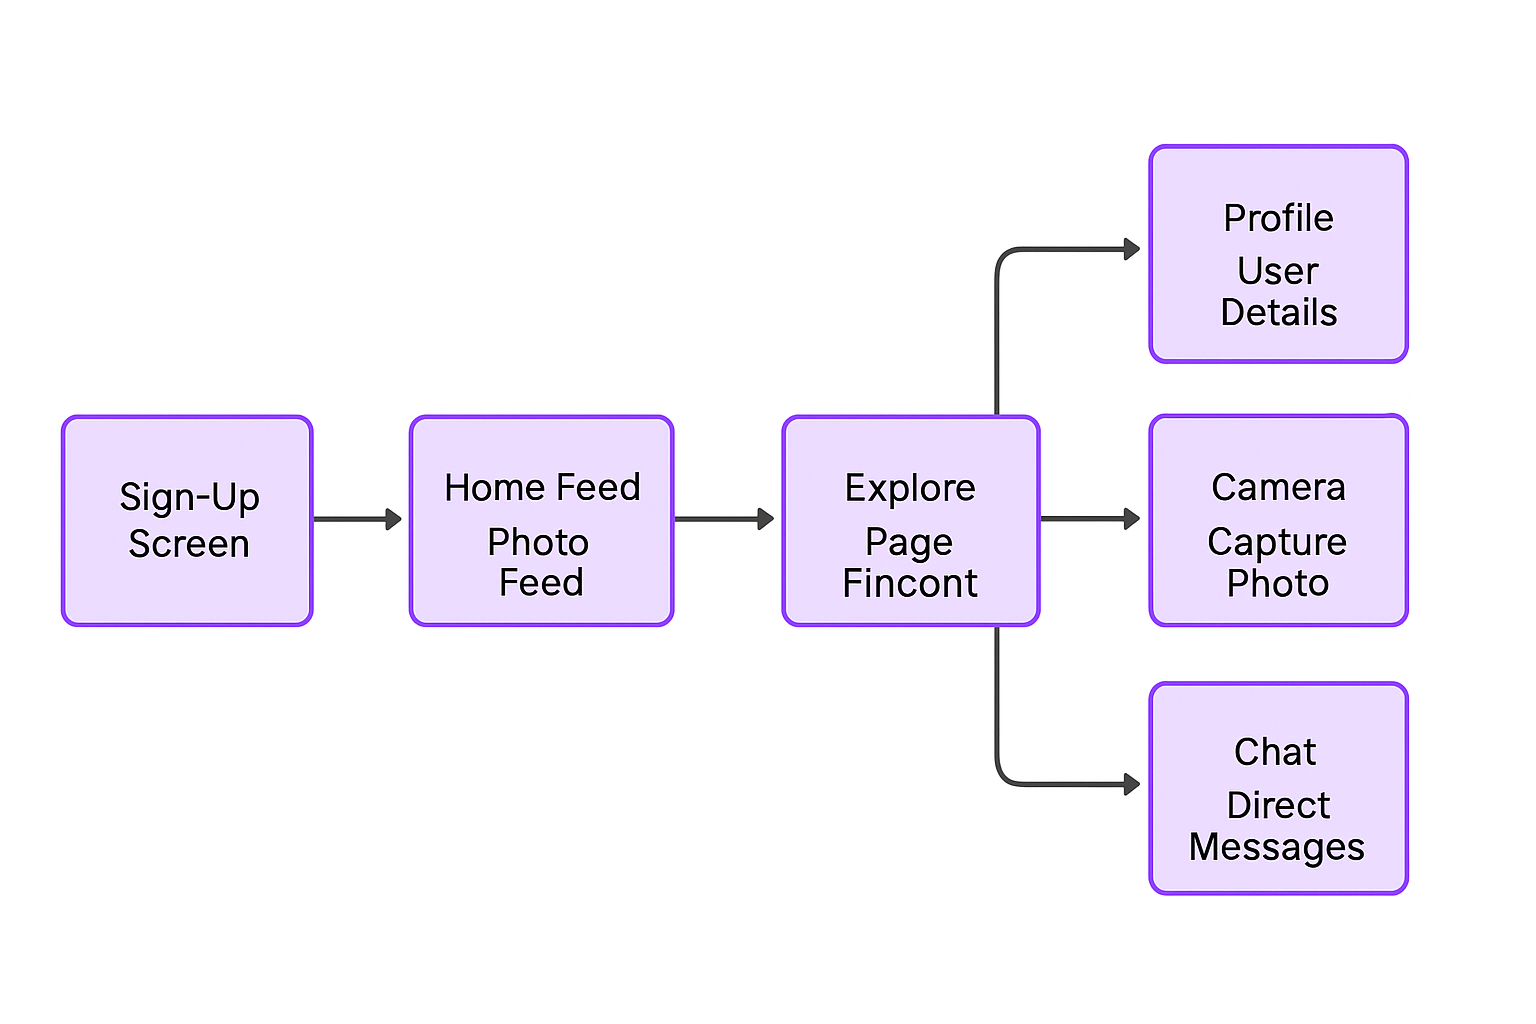 Sign-Up
Screen
Home Feed
Photo
Feed
Explore
Page
Fincont
Profile
User
Details
Camera
Capture
Photo
Chat
Direct
Messages